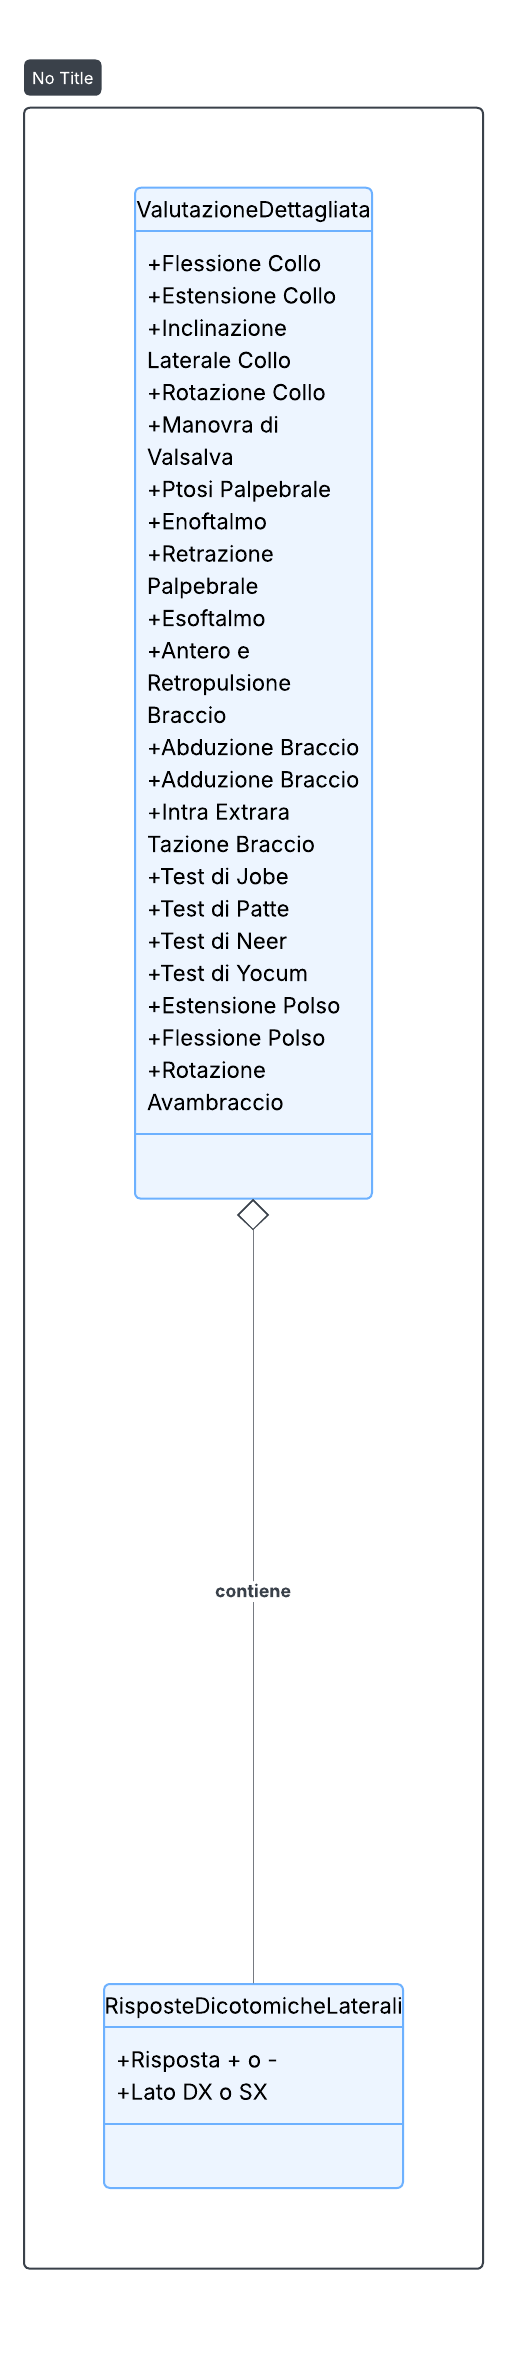 No Title
ValutazioneDettagliata
+Flessione Collo
+Estensione Collo
+Inclinazione
Laterale Collo
+Rotazione Collo
+Manovra di
Valsalva
+Ptosi Palpebrale
+Enoftalmo
+Retrazione
Palpebrale
+Esoftalmo
+Antero e
Retropulsione
Braccio
+Abduzione Braccio
+Adduzione Braccio
+Intra Extrara
Tazione Braccio
+Test di Jobe
+Test di Patte
+Test di Neer
+Test di Yocum
+Estensione Polso
+Flessione Polso
+Rotazione
Avambraccio
contiene
RisposteDicotomicheLaterali
+Risposta + o -
+Lato DX o SX